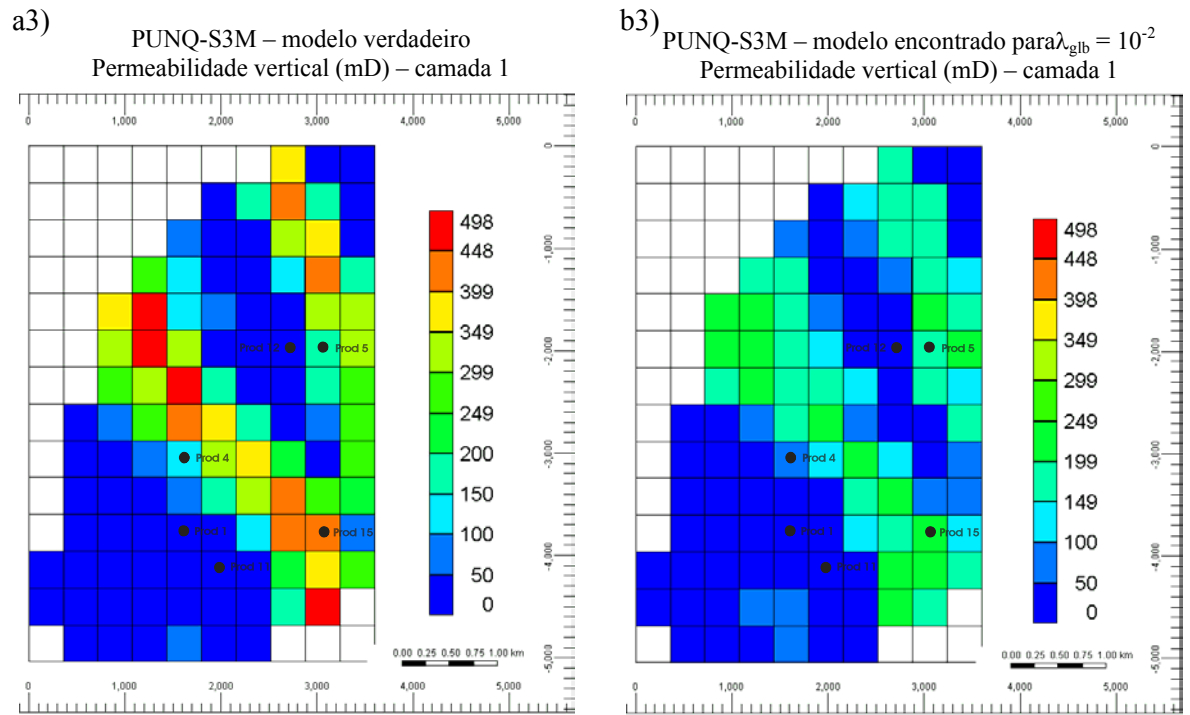 a3)
PUNQ-S3M – modelo verdadeiro
Permeabilidade vertical (mD) – camada 1
0 1,000 2,000 3,000 4,000 5,000
0
-1,000
-2,000
-3,000
-4,000
-5,000
498
448
399
349
299
249
200
150
100
50
0
Prod 12
Prod 5
Prod 4
Prod 1
Prod 15
Prod 11
0.00 0.25 0.50 0.75 1.00 km
0 1,000 2,000 3,000 4,000 5,000
b3)
PUNQ-S3M – modelo encontrado paraλglb = 10-2
Permeabilidade vertical (mD) – camada 1
0 1,000 2,000 3,000 4,000 5,000
0
-1,000
-2,000
-3,000
-4,000
-5,000
498
448
398
349
299
249
199
149
100
50
0
Prod 12
Prod 5
Prod 4
Prod 1
Prod 15
Prod 11
0.00 0.25 0.50 0.75 1.00 km
0 1,000 2,000 3,000 4,000 5,000